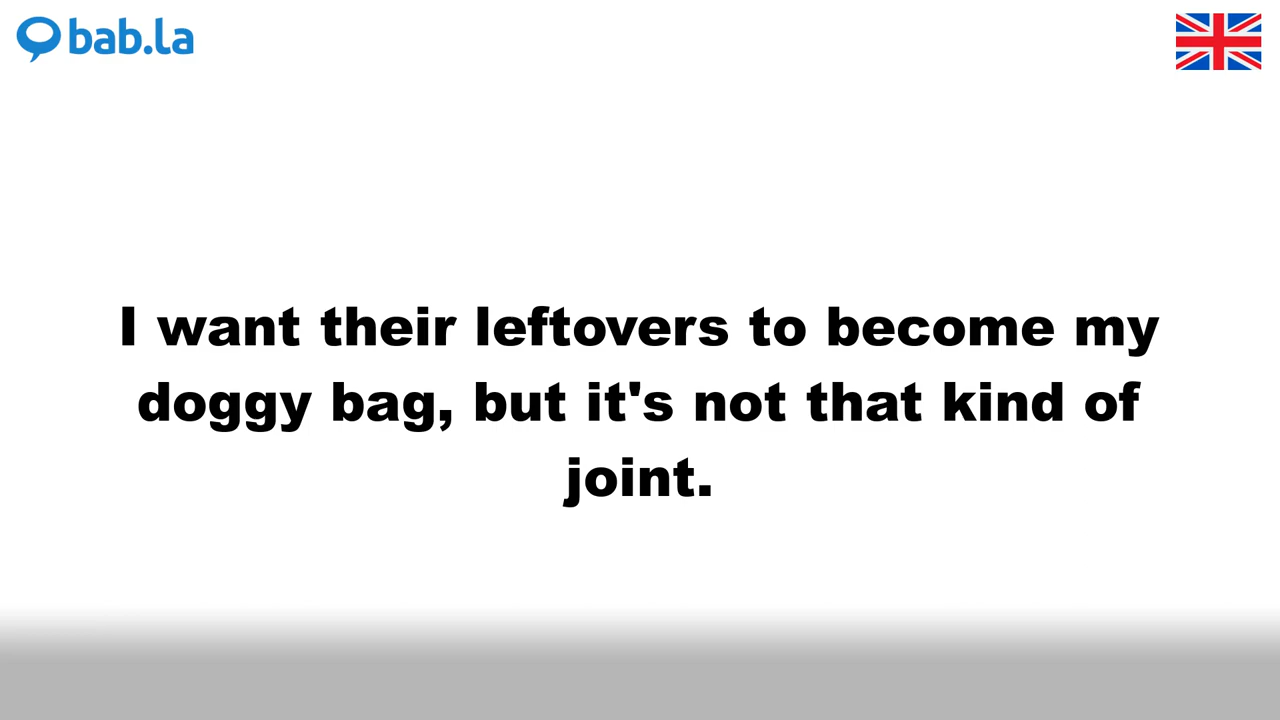 bab.la
I want their leftovers to become my
doggy bag, but it's not that kind of
joint.